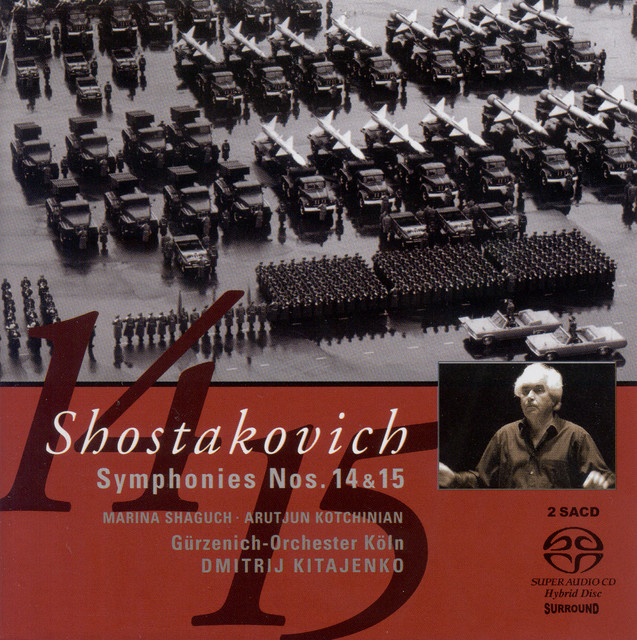 14
15
Shostakovich
Symphonies Nos. 14 & 15
MARINA SHAGUCH · ARUTJUN KOTCHINIAN
Gürzenich-Orchester Köln
DMITRIJ KITAJENKO
2 SACD
SUPER AUDIO CD
Hybrid Disc
SURROUND